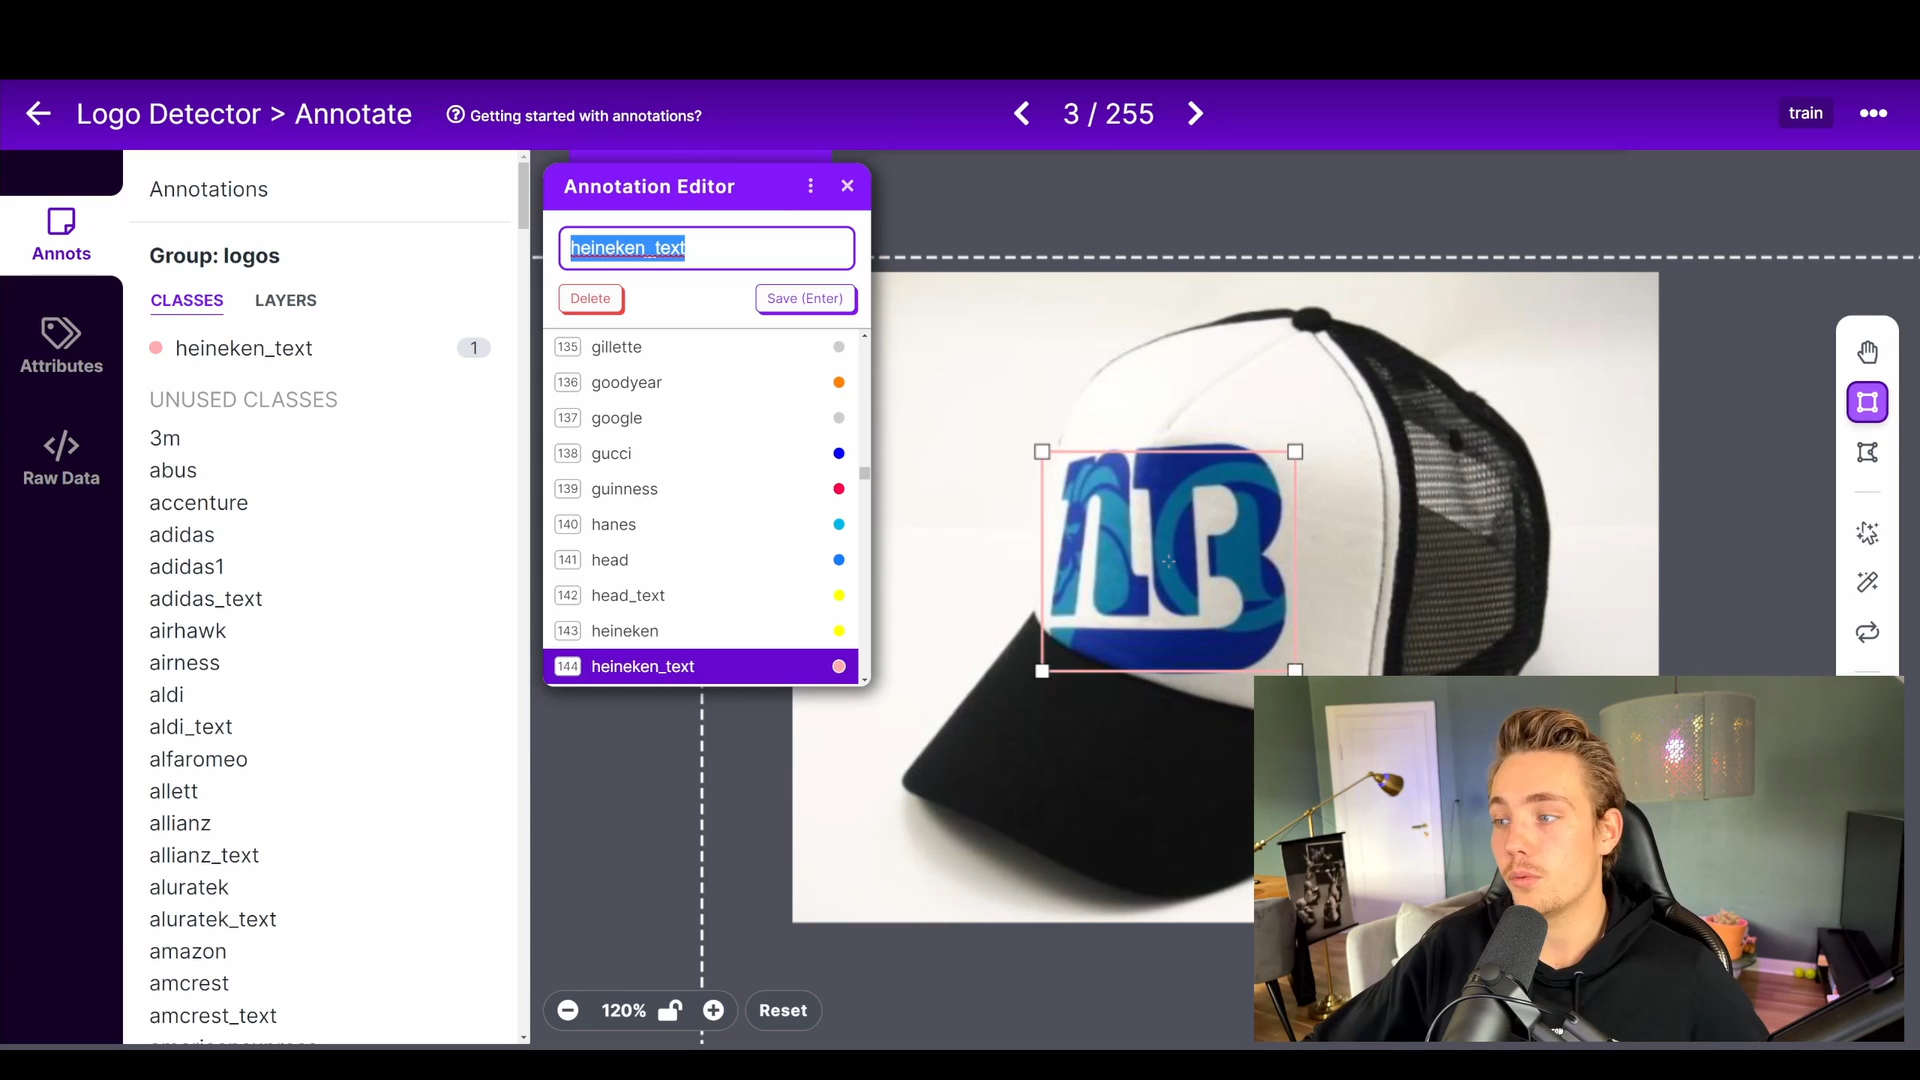 Logo Detector > Annotate
Getting started with annotations?
3 / 255
train
Annots
Attributes
Raw Data
Annotations
Group: logos
CLASSES
LAYERS
heineken_text
1
UNUSED CLASSES
3m
abus
accenture
adidas
adidas1
adidas_text
airhawk
airness
aldi
aldi_text
alfaromeo
allett
allianz
allianz_text
aluratek
aluratek_text
amazon
amcrest
amcrest_text
Annotation Editor
heineken_text
Delete
Save (Enter)
135 gillette
136 goodyear
137 google
138 gucci
139 guinness
140 hanes
141 head
142 head_text
143 heineken
144 heineken_text
nB
120%
Reset